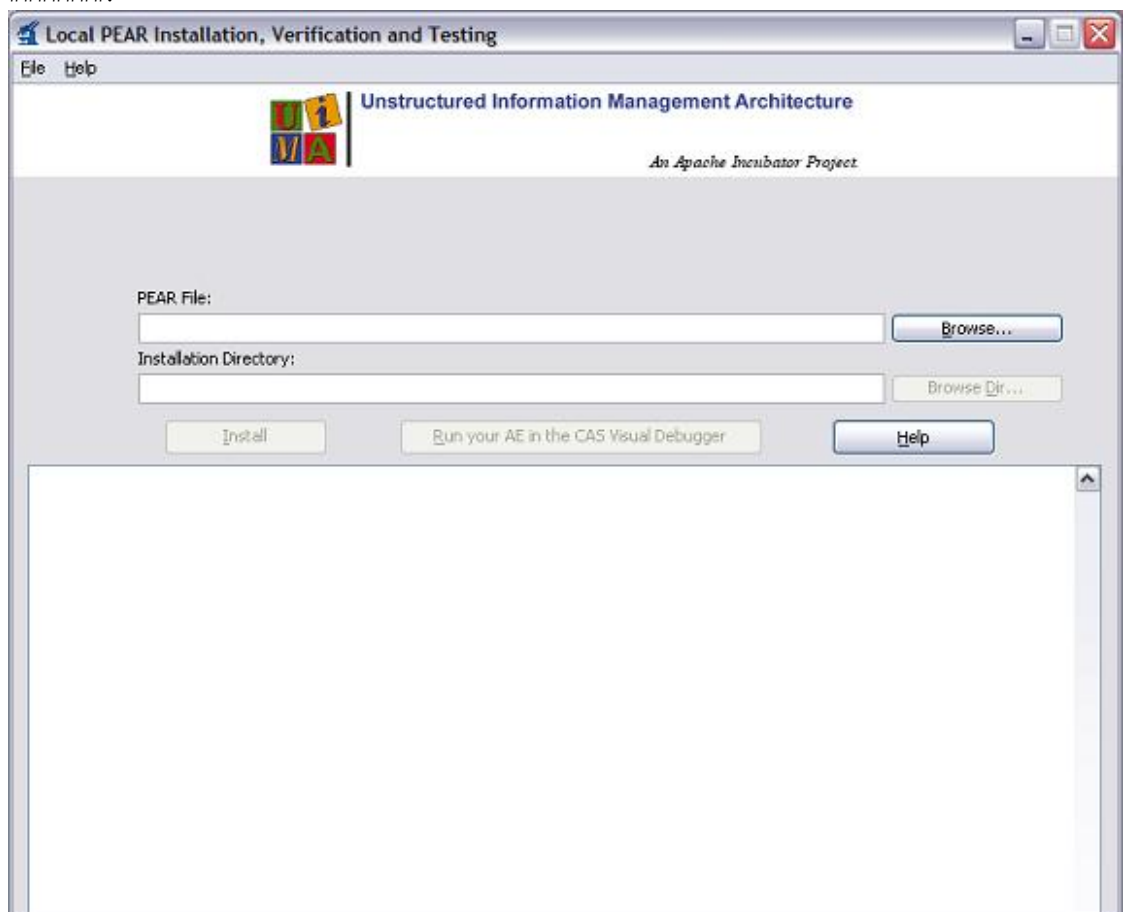 Local PEAR Installation, Verification and Testing
File Help
UiMA
Unstructured Information Management Architecture
An Apache Incubator Project
PEAR File:
Browse...
Installation Directory:
Browse Dir...
Install Run your AE in the CAS Visual Debugger Help